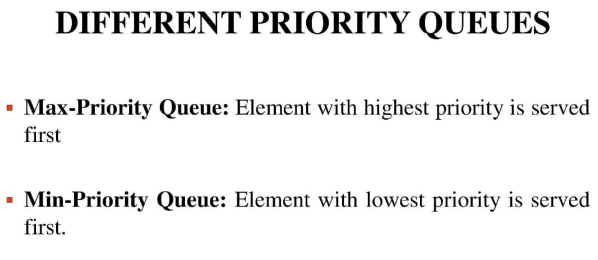 DIFFERENT PRIORITY QUEUES
▪ Max-Priority Queue: Element with highest priority is served
first
▪ Min-Priority Queue: Element with lowest priority is served
first.